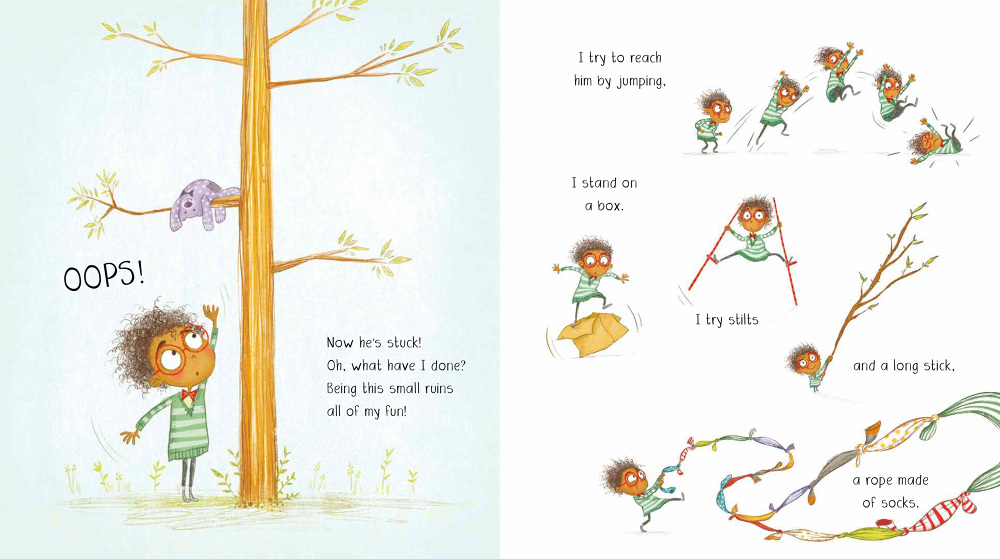 OOPS!
Now he's stuck!
Oh, what have I done?
Being this small ruins
all of my fun!
I try to reach
him by jumping,
I stand on
a box.
I try stilts
and a long stick,
a rope made
of socks.